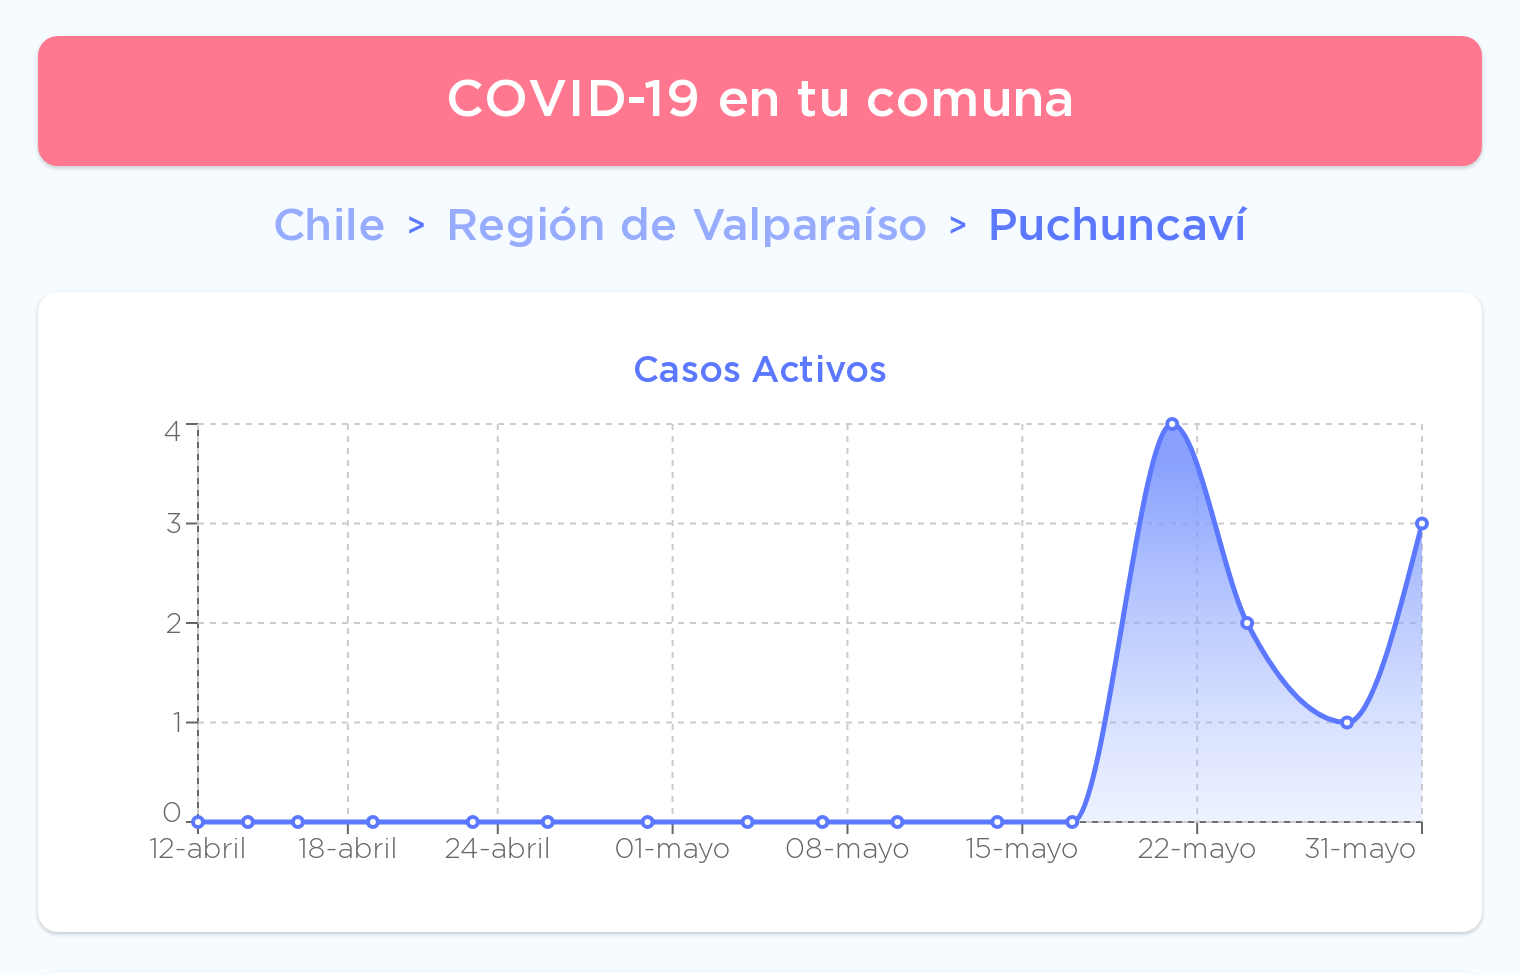 COVID-19 en tu comuna
Chile > Región de Valparaíso > Puchuncaví
Casos Activos
4
3
2
1
0
12-abril 18-abril 24-abril 01-mayo 08-mayo 15-mayo 22-mayo 31-mayo